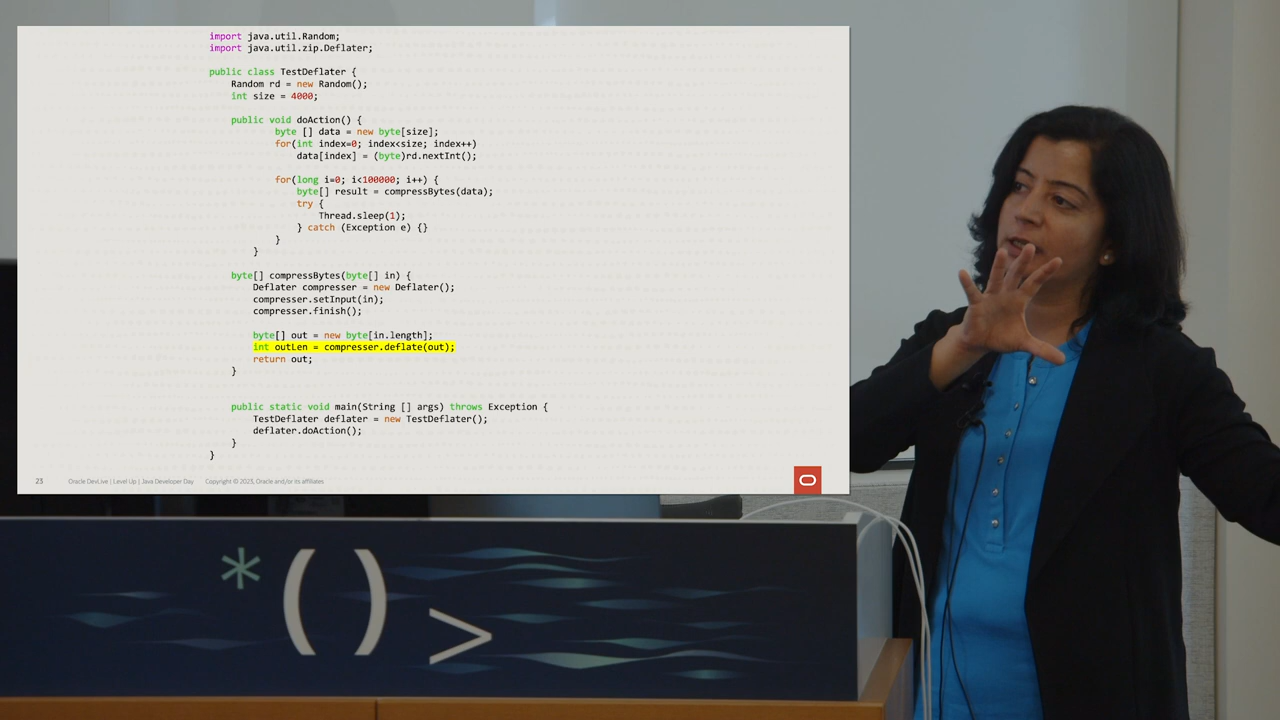 import java.util.Random;
import java.util.zip.Deflater;
public class TestDeflater {
Random rd = new Random();
int size = 4000;
public void doAction() {
byte [] data = new byte[size];
for(int index=0; index<size; index++)
data[index] = (byte)rd.nextInt();
for(long i=0; i<100000; i++) {
byte[] result = compressBytes(data);
try {
Thread.sleep(1);
} catch (Exception e) {}
}
}
byte[] compressBytes(byte[] in) {
Deflater compresser = new Deflater();
compresser.setInput(in);
compresser.finish();
byte[] out = new byte[in.length];
int outLen = compresser.deflate(out);
return out;
}
public static void main(String [] args) throws Exception {
TestDeflater deflater = new TestDeflater();
deflater.doAction();
}
}
23 Oracle DevLive | Level Up | Java Developer Day Copyright © 2023, Oracle and/or its affiliates
*()>